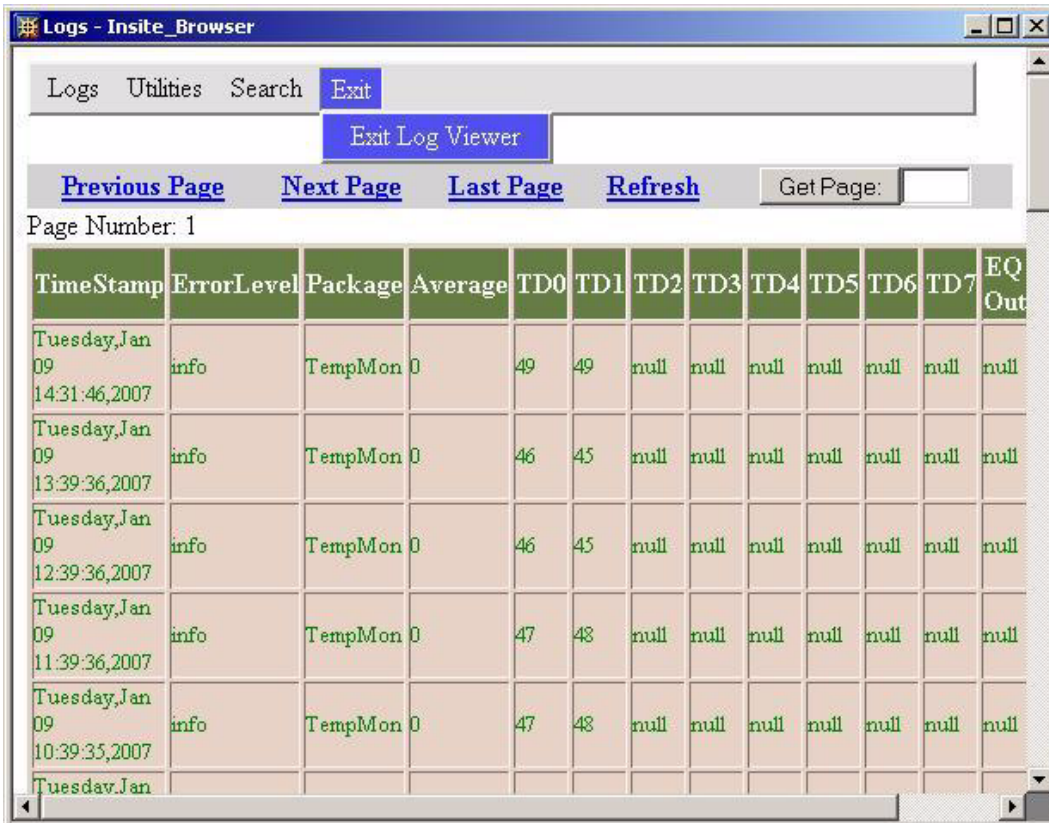 Logs - Insite_Browser
Logs Utilities Search Exit
Exit Log Viewer
Previous Page Next Page Last Page Refresh Get Page:
Page Number: 1
TimeStamp ErrorLevel Package Average TD0 TD1 TD2 TD3 TD4 TD5 TD6 TD7 EQ
Out
Tuesday,Jan
09
14:31:46,2007 info TempMon 0 49 49 null null null null null null null
Tuesday,Jan
09
13:39:36,2007 info TempMon 0 46 45 null null null null null null null
Tuesday,Jan
09
12:39:36,2007 info TempMon 0 46 45 null null null null null null null
Tuesday,Jan
09
11:39:36,2007 info TempMon 0 47 48 null null null null null null null
Tuesday,Jan
09
10:39:35,2007 info TempMon 0 47 48 null null null null null null null
Tuesday,Jan